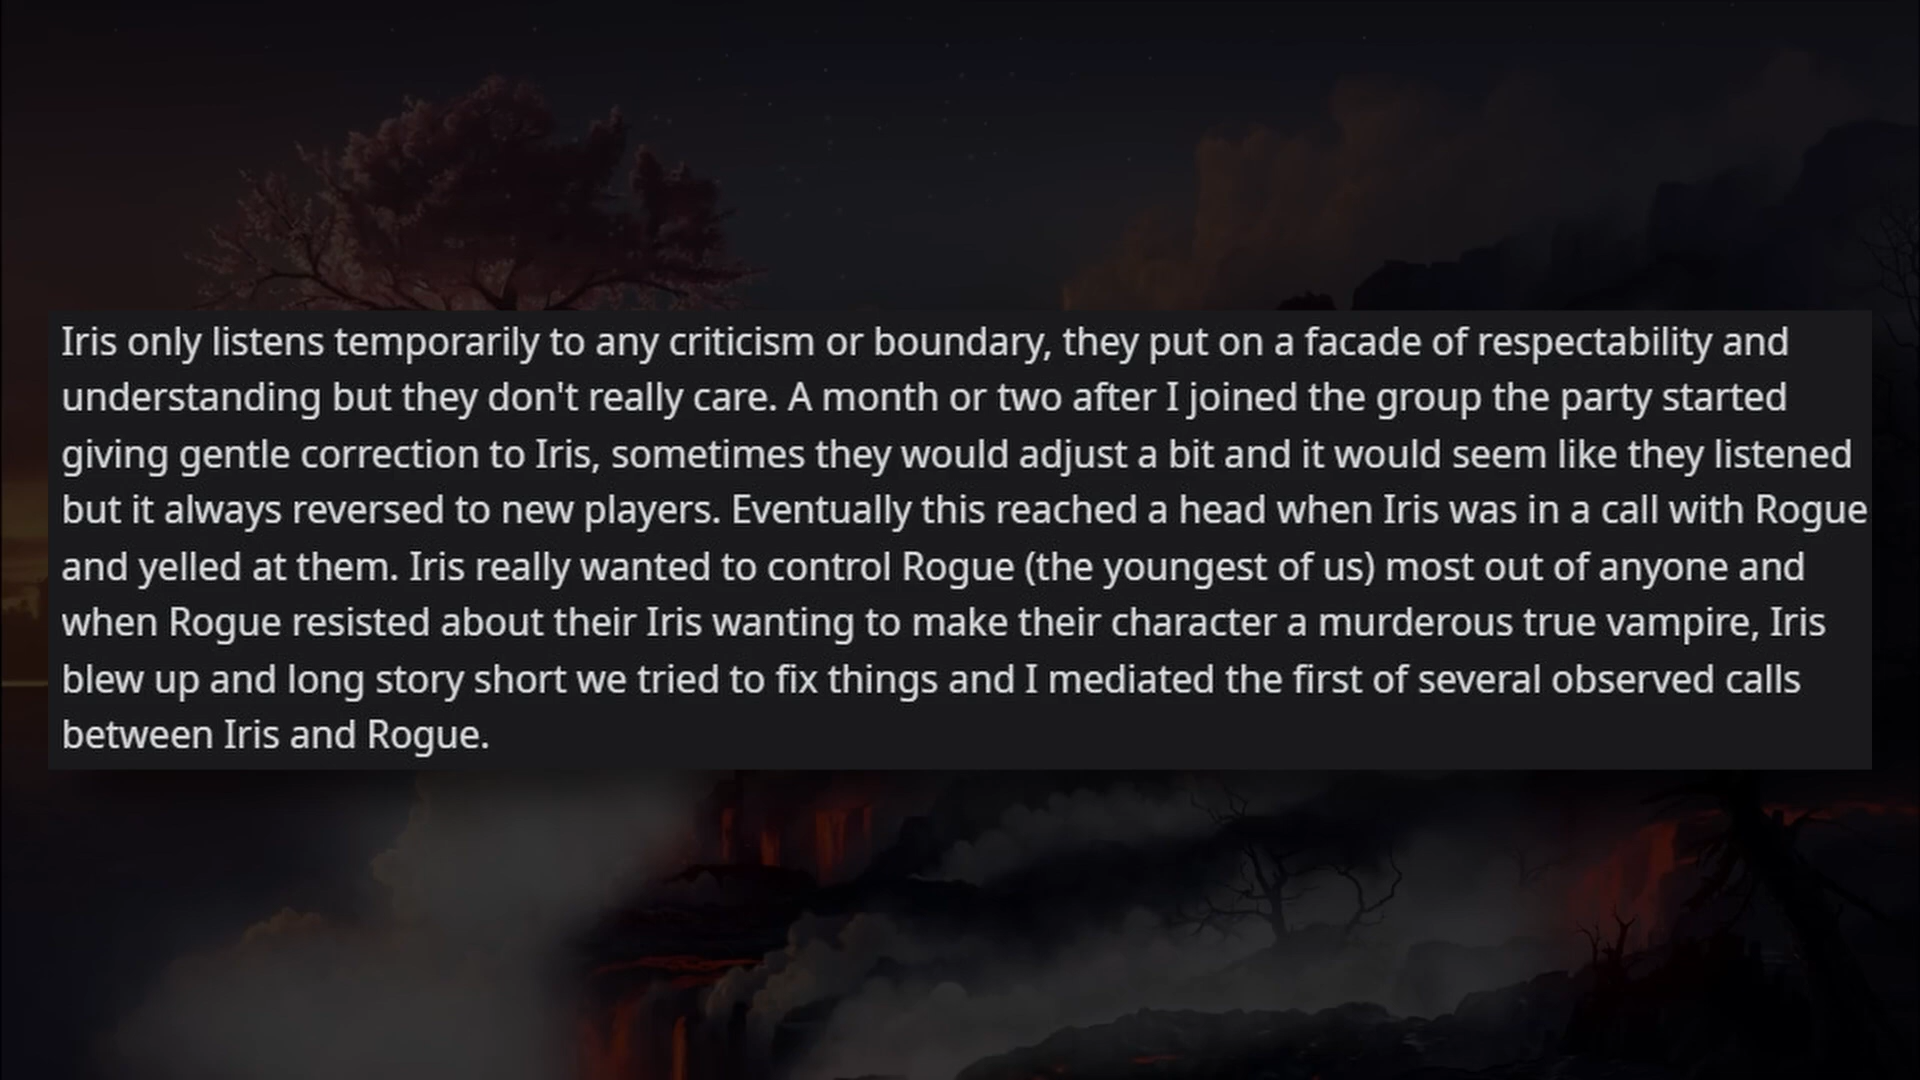 Iris only listens temporarily to any criticism or boundary, they put on a facade of respectability and
understanding but they don't really care. A month or two after I joined the group the party started
giving gentle correction to Iris, sometimes they would adjust a bit and it would seem like they listened
but it always reversed to new players. Eventually this reached a head when Iris was in a call with Rogue
and yelled at them. Iris really wanted to control Rogue (the youngest of us) most out of anyone and
when Rogue resisted about their Iris wanting to make their character a murderous true vampire, Iris
blew up and long story short we tried to fix things and I mediated the first of several observed calls
between Iris and Rogue.